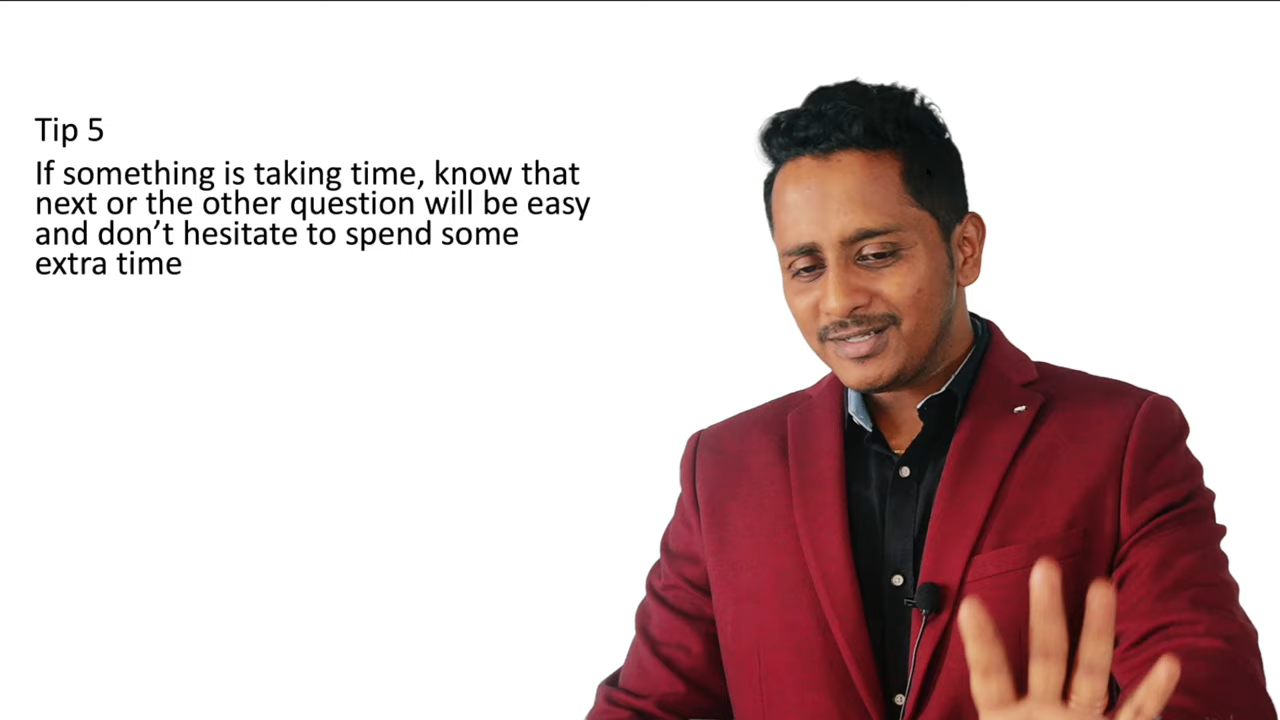 Tip 5
If something is taking time, know that
next or the other question will be easy
and don’t hesitate to spend some
extra time